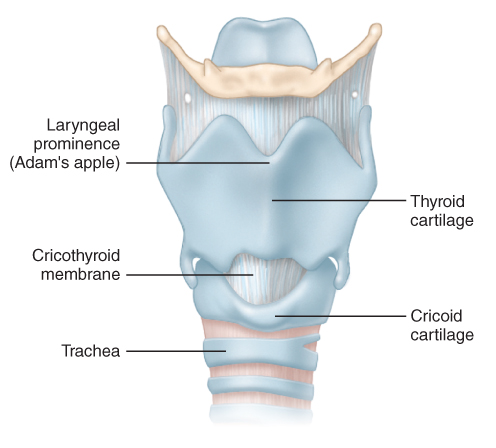 Laryngeal
prominence
(Adam's apple)
Thyroid
cartilage
Cricothyroid
membrane
Cricoid
cartilage
Trachea